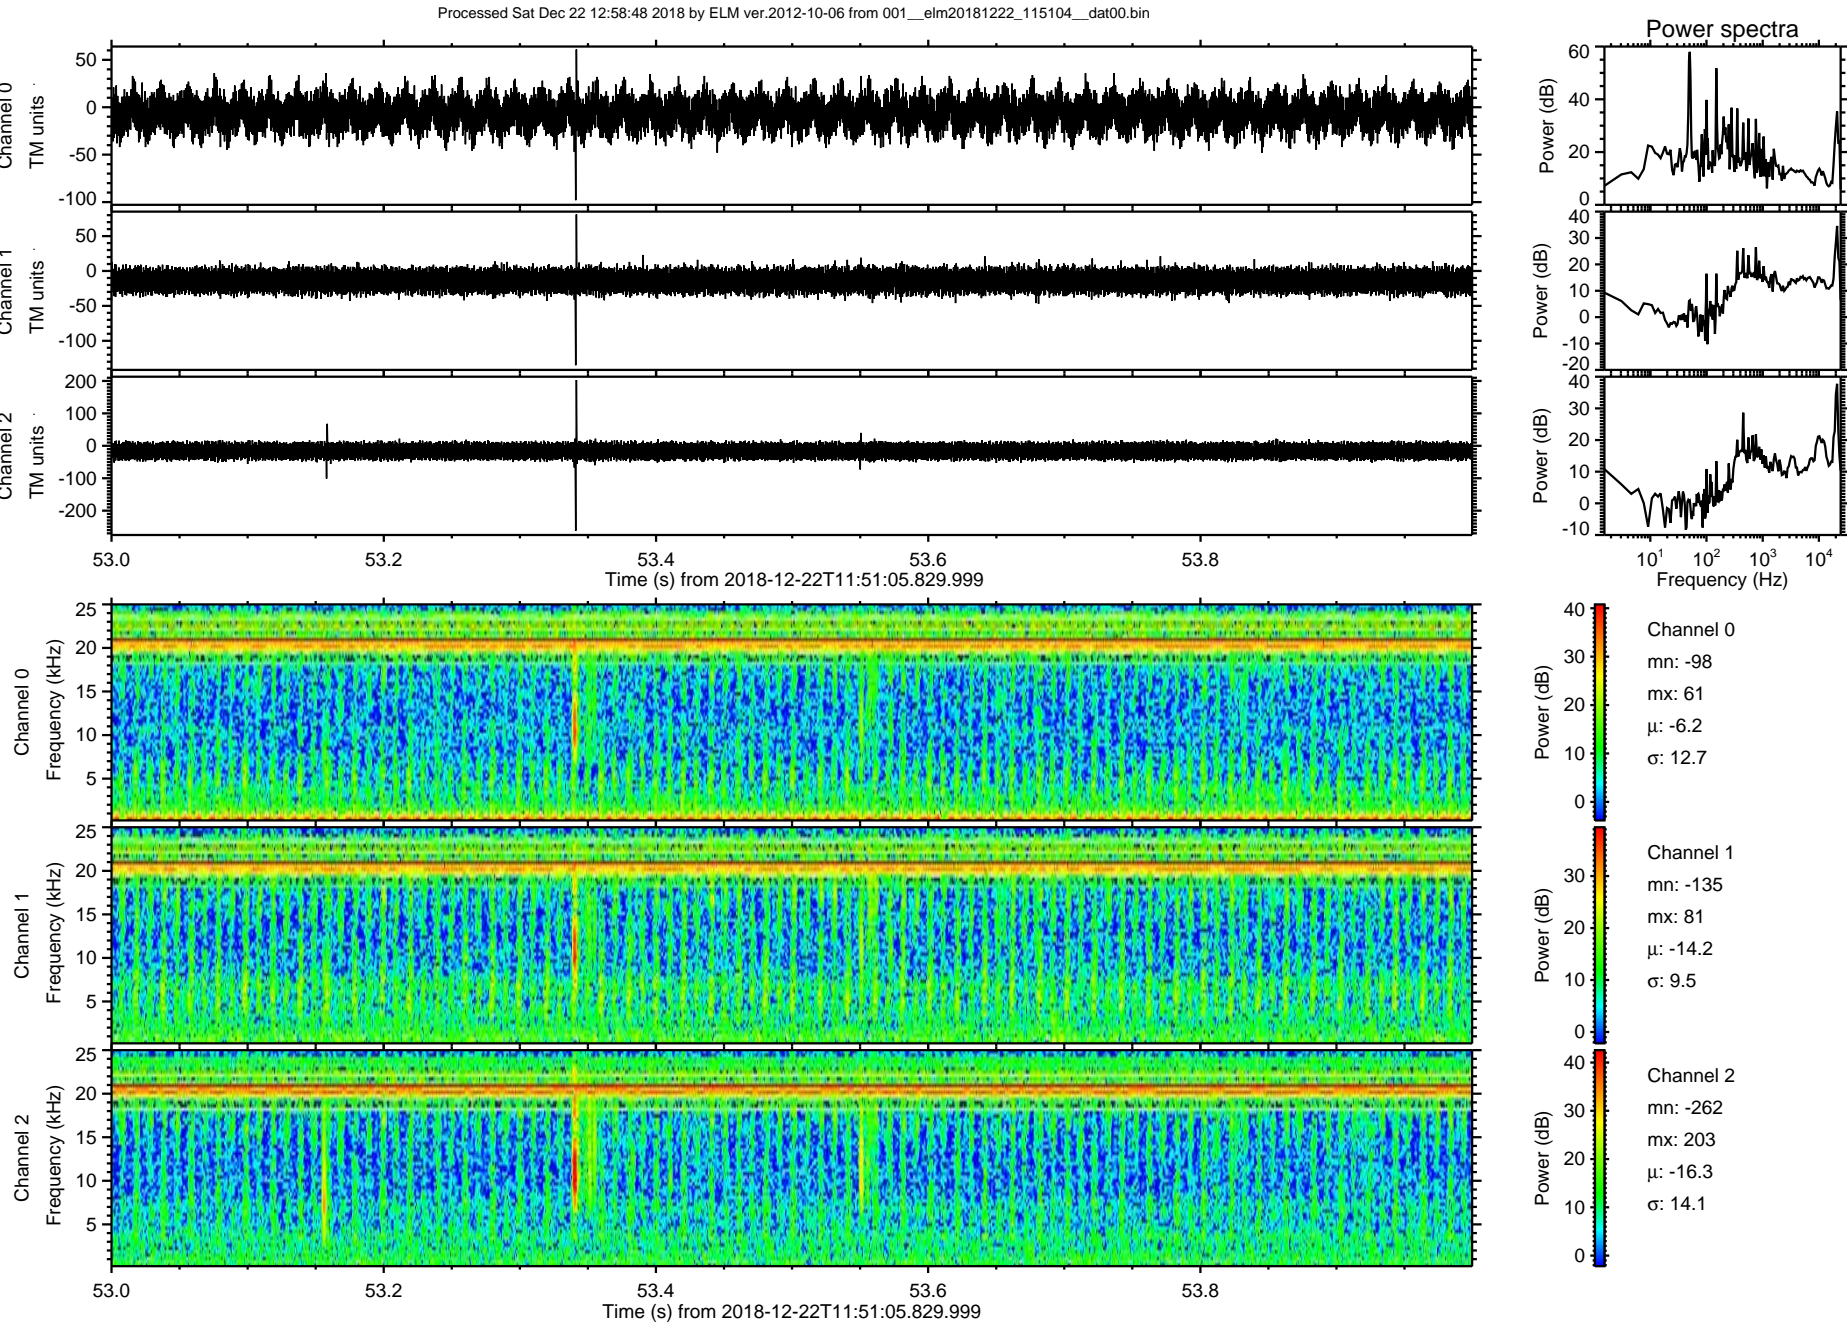 Processed Sat Dec 22 12:58:48 2018 by ELM ver.2012-10-06 from 001__elm20181222_115104__dat00.bin
Power spectra
Channel 0
TM units
50
0
-50
-100
Power (dB)
60
40
20
0
Channel 1
TM units
50
0
-50
-100
Power (dB)
40
30
20
10
0
-10
-20
Channel 2
TM units
200
100
0
-100
-200
Power (dB)
40
30
20
10
0
-10
53.0 53.2 53.4 53.6 53.8
Time (s) from 2018-12-22T11:51:05.829.999
10^1 10^2 10^3 10^4
Frequency (Hz)
Channel 0
Frequency (kHz)
25
20
15
10
5
Power (dB)
40
30
20
10
0
Channel 0
mn: -98
mx: 61
μ: -6.2
σ: 12.7
Channel 1
Frequency (kHz)
25
20
15
10
5
Power (dB)
30
20
10
0
Channel 1
mn: -135
mx: 81
μ: -14.2
σ: 9.5
Channel 2
Frequency (kHz)
25
20
15
10
5
Power (dB)
40
30
20
10
0
Channel 2
mn: -262
mx: 203
μ: -16.3
σ: 14.1
53.0 53.2 53.4 53.6 53.8
Time (s) from 2018-12-22T11:51:05.829.999